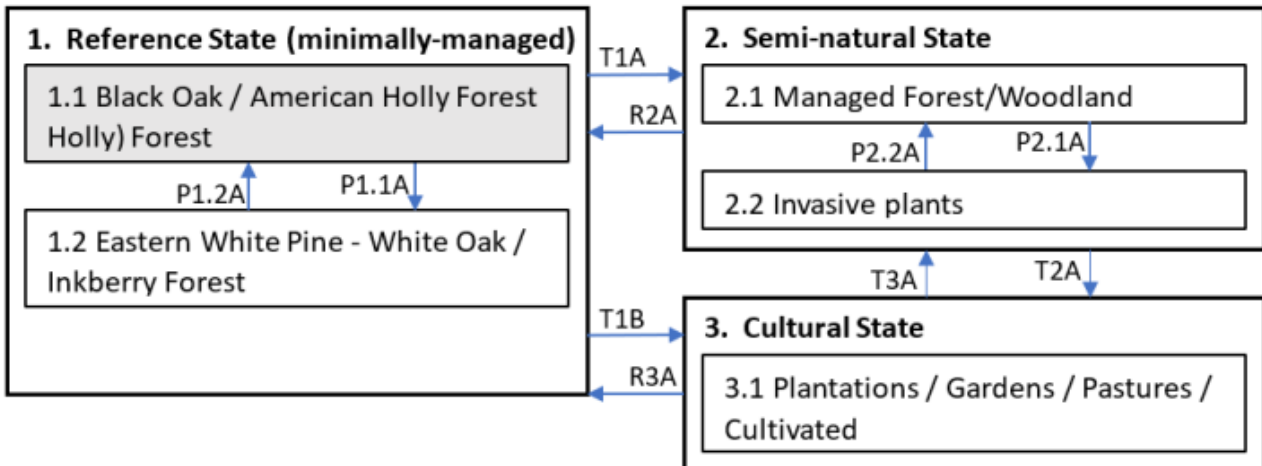 1. Reference State (minimally-managed)
1.1 Black Oak / American Holly Forest
Holly) Forest
P1.2A
P1.1A
1.2 Eastern White Pine - White Oak /
Inkberry Forest
T1A
R2A
2. Semi-natural State
2.1 Managed Forest/Woodland
P2.2A
P2.1A
2.2 Invasive plants
T3A
T2A
T1B
R3A
3. Cultural State
3.1 Plantations / Gardens / Pastures /
Cultivated